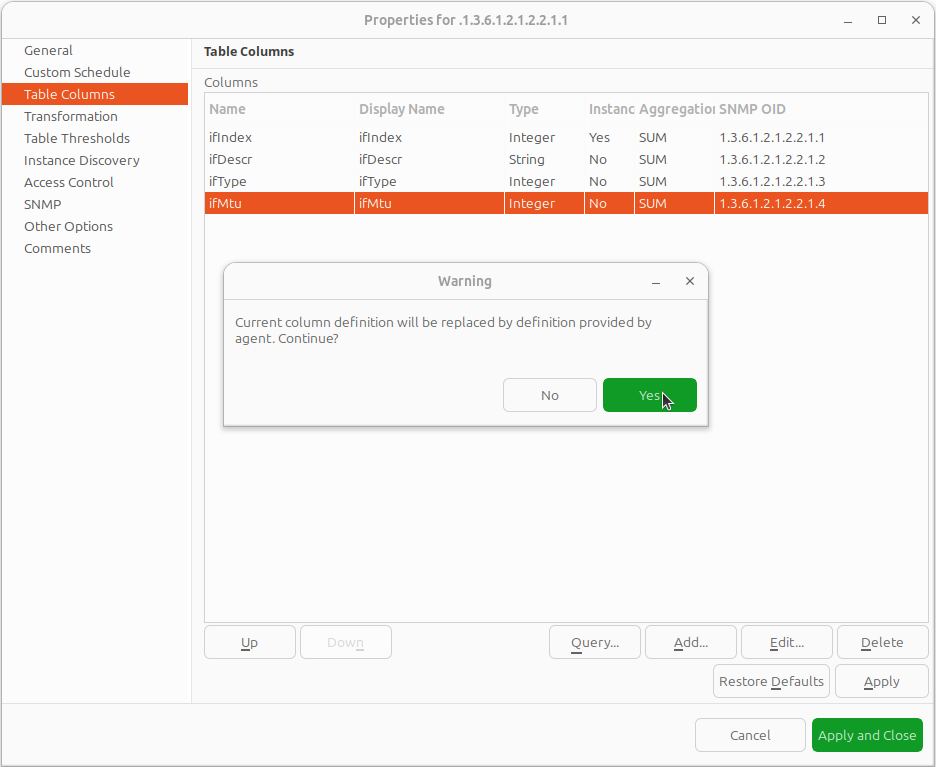 Properties for .1.3.6.1.2.1.2.2.1.1
General
Custom Schedule
Table Columns
Transformation
Table Thresholds
Instance Discovery
Access Control
SNMP
Other Options
Comments
Table Columns
Columns
Name Display Name Type Instanc Aggregation SNMP OID
ifIndex ifIndex Integer Yes SUM 1.3.6.1.2.1.2.2.1.1
ifDescr ifDescr String No SUM 1.3.6.1.2.1.2.2.1.2
ifType ifType Integer No SUM 1.3.6.1.2.1.2.2.1.3
ifMtu ifMtu Integer No SUM 1.3.6.1.2.1.2.2.1.4
Warning
Current column definition will be replaced by definition provided by
agent. Continue?
No Yes
Up Down Query... Add... Edit... Delete
Restore Defaults Apply
Cancel Apply and Close